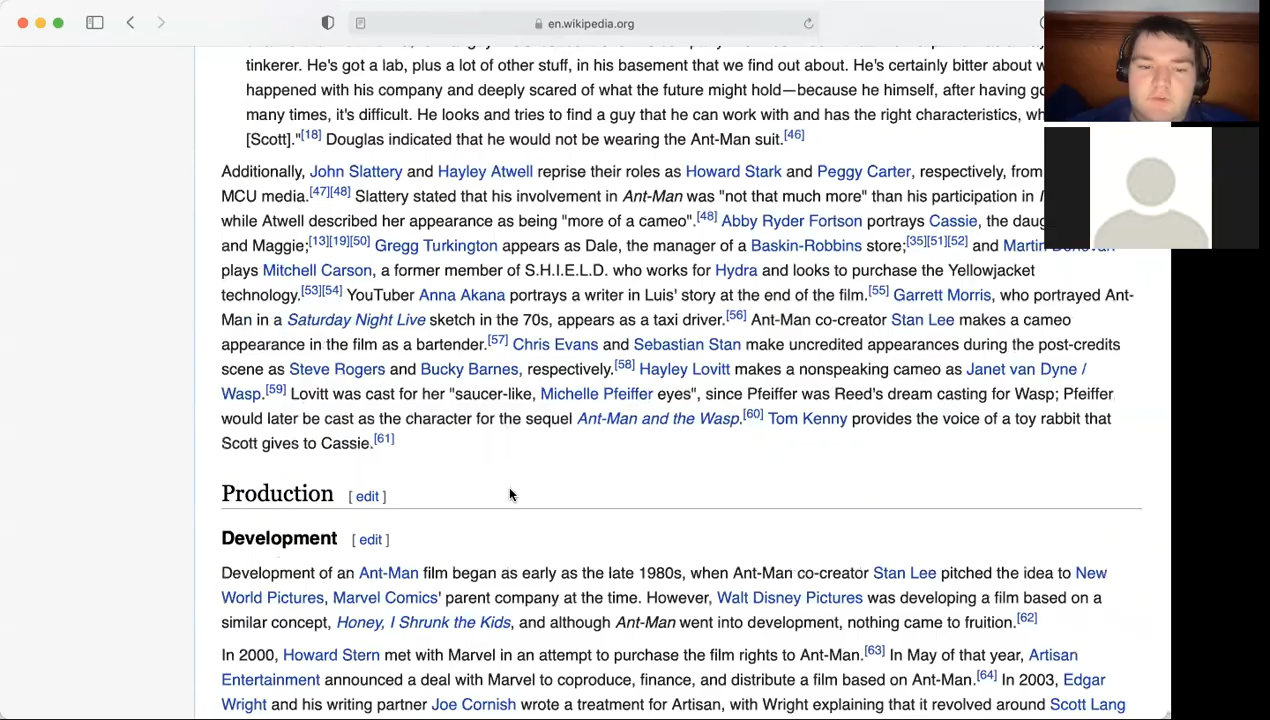 en.wikipedia.org
tinkerer. He's got a lab, plus a lot of other stuff, in his basement that we find out about. He's certainly bitter about
happened with his company and deeply scared of what the future might hold—because he himself, after having
many times, it's difficult. He looks and tries to find a guy that he can work with and has the right characteristics,
[Scott]."[18] Douglas indicated that he would not be wearing the Ant-Man suit.[46]
Additionally, John Slattery and Hayley Atwell reprise their roles as Howard Stark and Peggy Carter, respectively, from
MCU media.[47][48] Slattery stated that his involvement in Ant-Man was "not that much more" than his participation in
while Atwell described her appearance as being "more of a cameo".[48] Abby Ryder Fortson portrays Cassie, the
and Maggie;[13][19][50] Gregg Turkington appears as Dale, the manager of a Baskin-Robbins store;[35][51][52] and Martin
plays Mitchell Carson, a former member of S.H.I.E.L.D. who works for Hydra and looks to purchase the Yellowjacket
technology.[53][54] YouTuber Anna Akana portrays a writer in Luis' story at the end of the film.[55] Garrett Morris, who portrayed Ant-
Man in a Saturday Night Live sketch in the 70s, appears as a taxi driver.[56] Ant-Man co-creator Stan Lee makes a cameo
appearance in the film as a bartender.[57] Chris Evans and Sebastian Stan make uncredited appearances during the post-credits
scene as Steve Rogers and Bucky Barnes, respectively.[58] Hayley Lovitt makes a nonspeaking cameo as Janet van Dyne /
Wasp.[59] Lovitt was cast for her "saucer-like, Michelle Pfeiffer eyes", since Pfeiffer was Reed's dream casting for Wasp; Pfeiffer
would later be cast as the character for the sequel Ant-Man and the Wasp.[60] Tom Kenny provides the voice of a toy rabbit that
Scott gives to Cassie.[61]
Production [ edit ]
Development [ edit ]
Development of an Ant-Man film began as early as the late 1980s, when Ant-Man co-creator Stan Lee pitched the idea to New
World Pictures, Marvel Comics' parent company at the time. However, Walt Disney Pictures was developing a film based on a
similar concept, Honey, I Shrunk the Kids, and although Ant-Man went into development, nothing came to fruition.[62]
In 2000, Howard Stern met with Marvel in an attempt to purchase the film rights to Ant-Man.[63] In May of that year, Artisan
Entertainment announced a deal with Marvel to coproduce, finance, and distribute a film based on Ant-Man.[64] In 2003, Edgar
Wright and his writing partner Joe Cornish wrote a treatment for Artisan, with Wright explaining that it revolved around Scott Lang